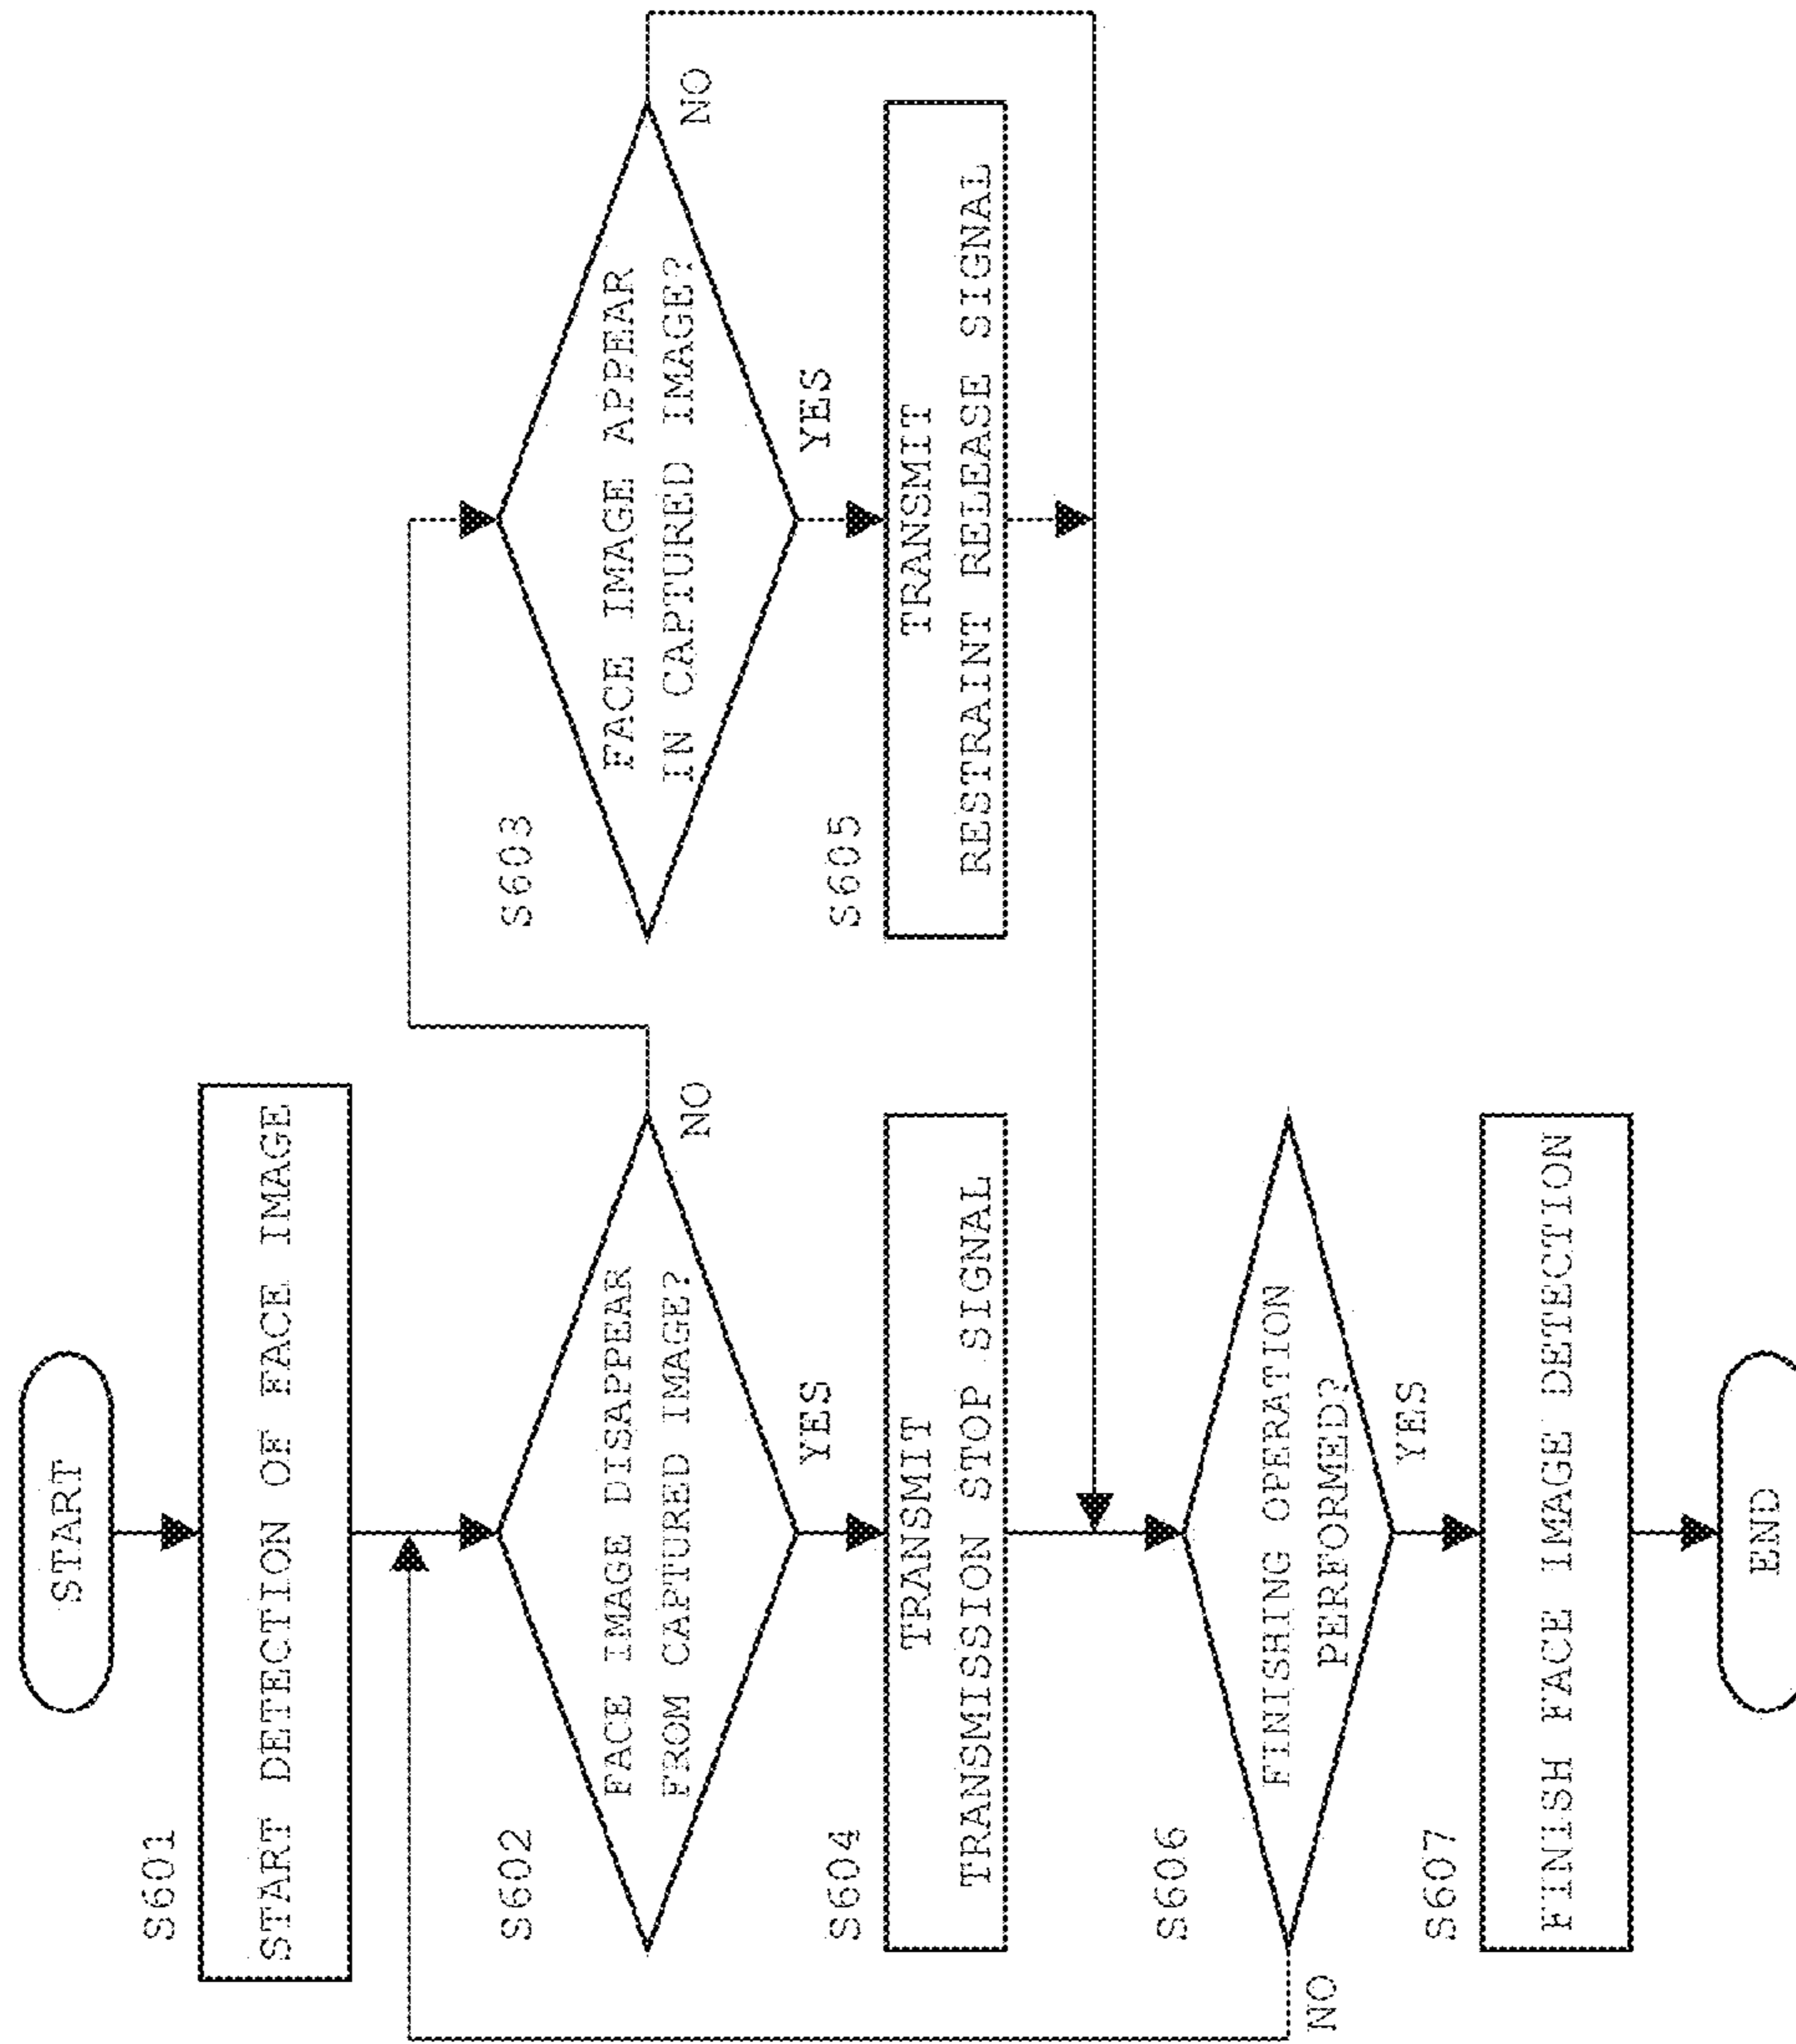 START
S601
START DETECTION OF FACE IMAGE
S602
FACE IMAGE DISAPPEAR
FROM CAPTURED IMAGE?
NO
YES
S603
FACE IMAGE APPEAR
IN CAPTURED IMAGE?
NO
YES
S604
TRANSMIT
TRANSMISSION STOP SIGNAL
S605
TRANSMIT
RESTRAINT RELEASE SIGNAL
S606
FINISHING OPERATION
PERFORMED?
NO
YES
S607
FINISH FACE IMAGE DETECTION
END